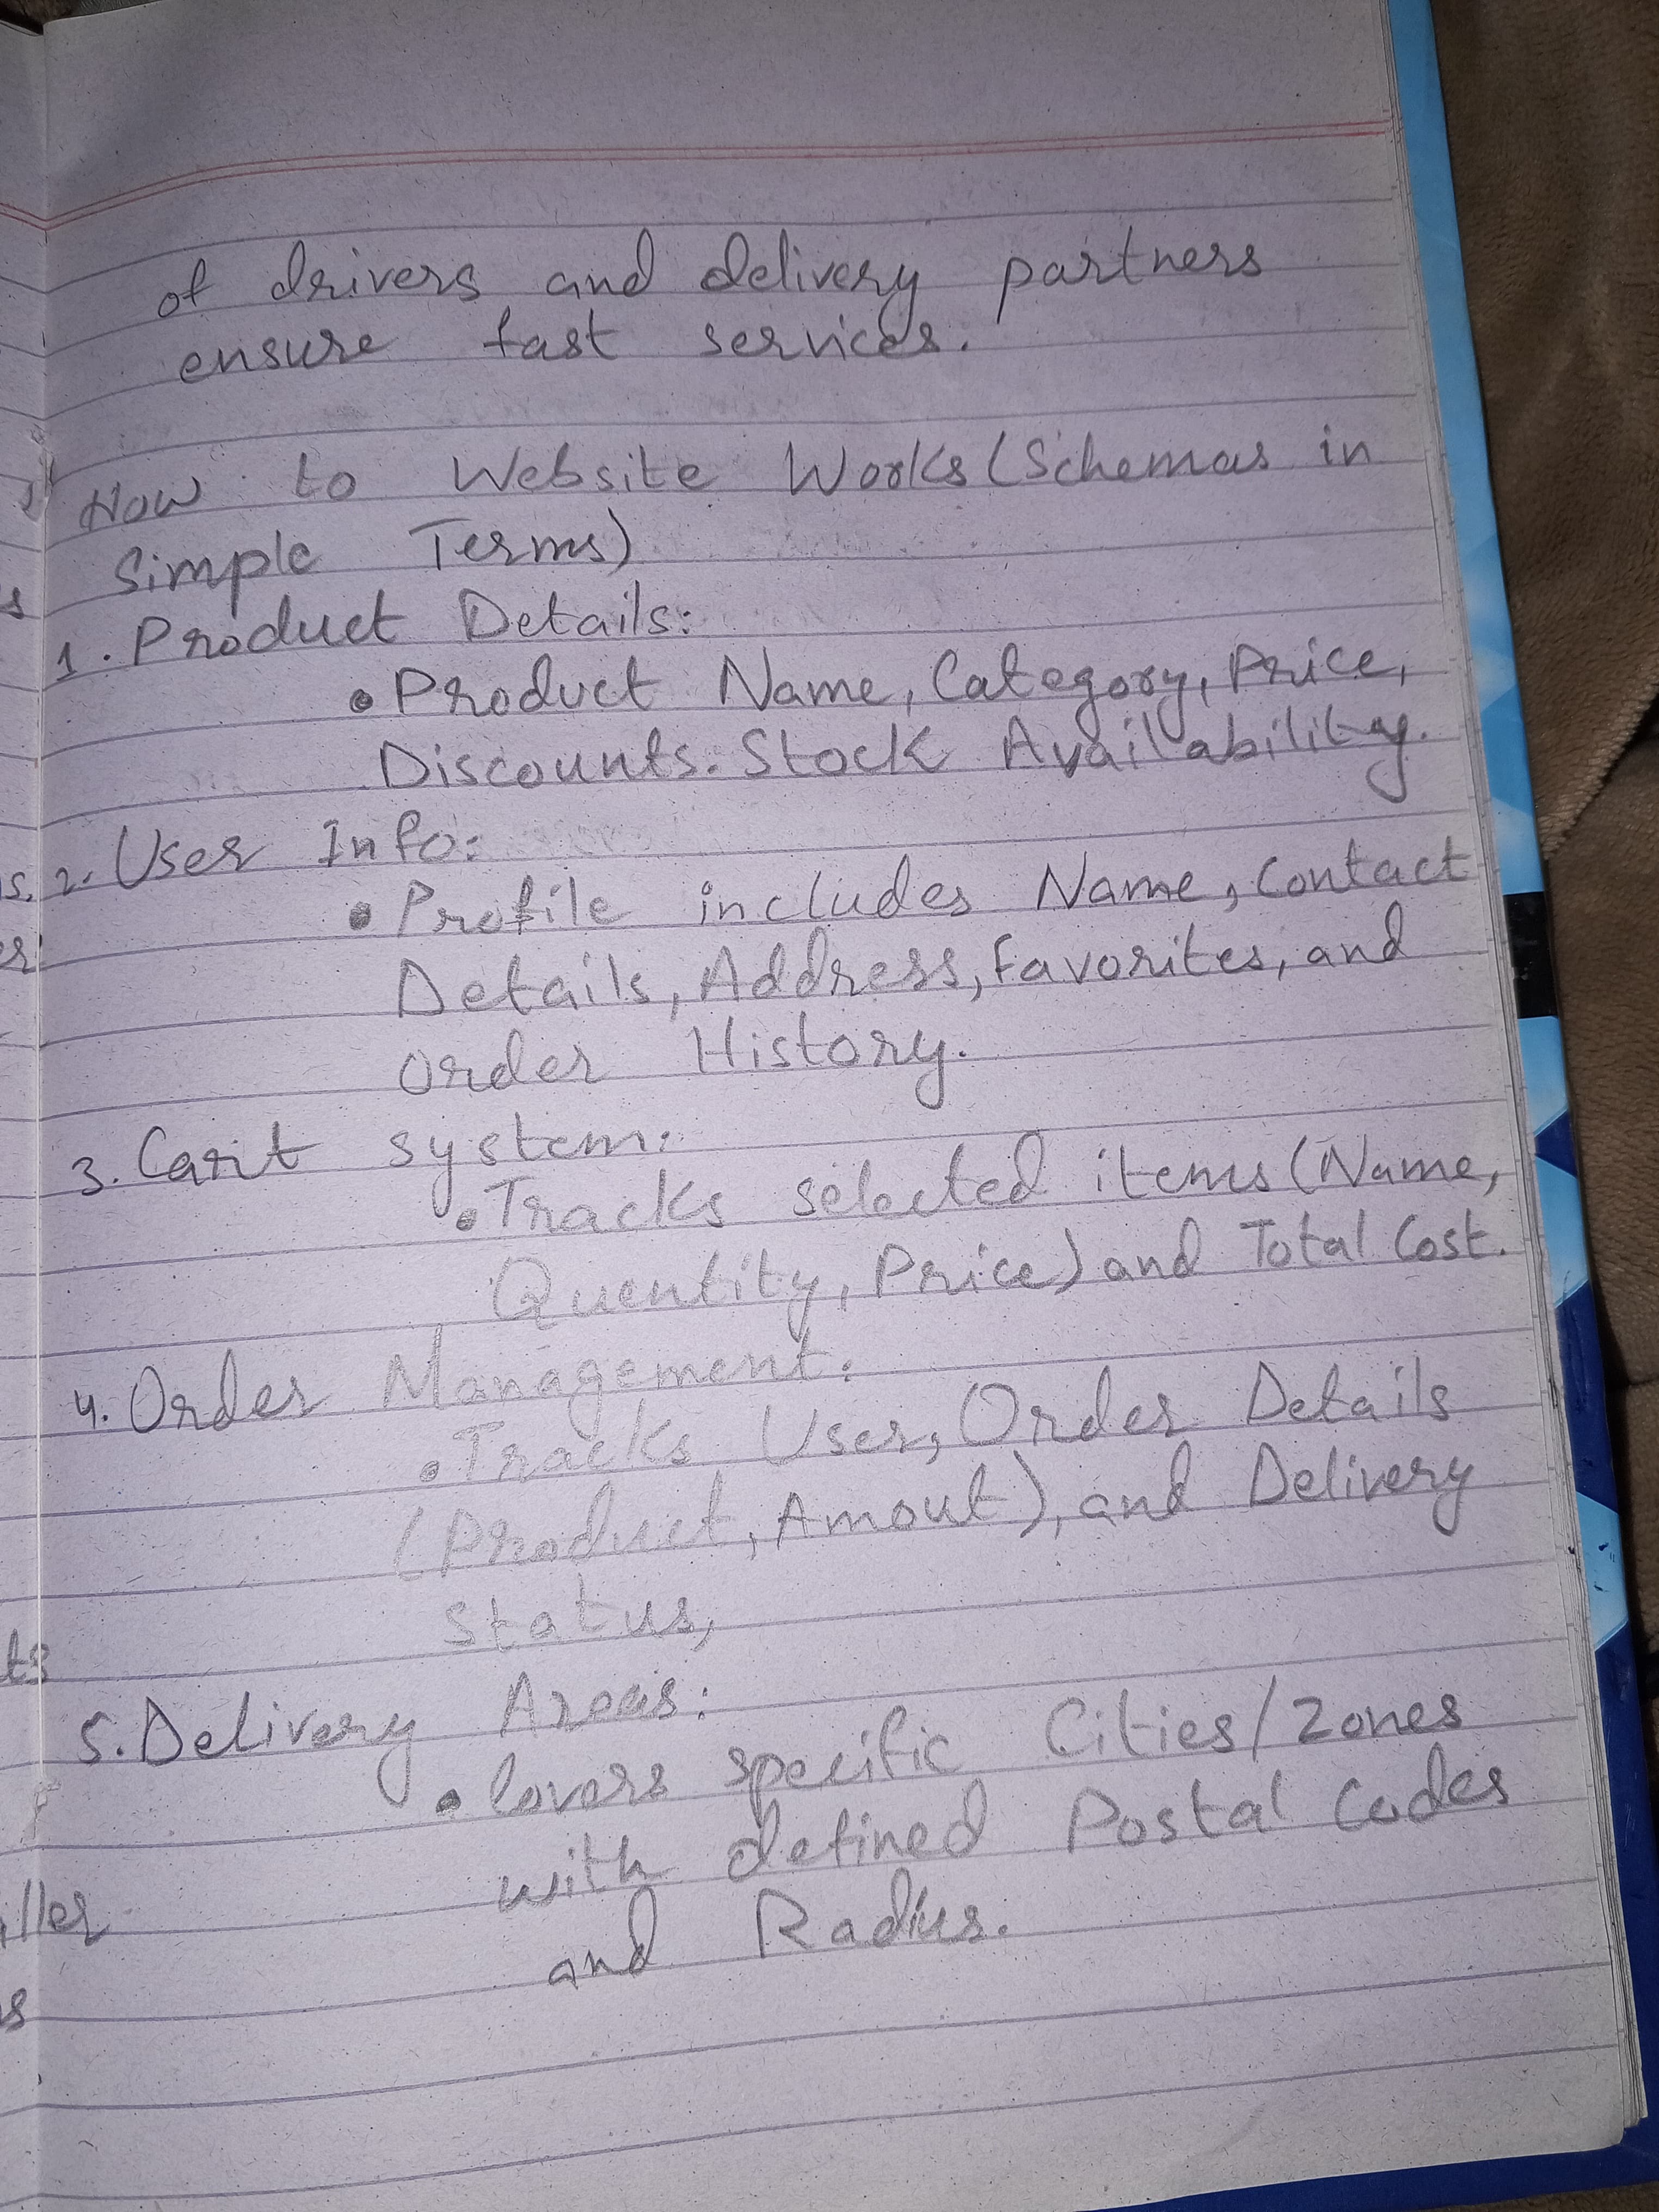 of drivers and delivery partners
ensure fast services.
How to Website Works (Schemas in
Simple Terms)
1. Product Details:
• Product Name, Category, Price,
Discounts. Stock Availability.
2. User Info:
• Profile includes Name, Contact
Details, Address, Favorites, and
Order History.
3. Cart system:
• Tracks selected items (Name,
Quentity, Price) and Total Cost.
4. Order Management:
• Tracks User, Order Details
(Product, Amout), and Delivery
Status,
5. Delivery Areas:
• Covers specific Cities/Zones
with defined Postal Codes
and Radius.